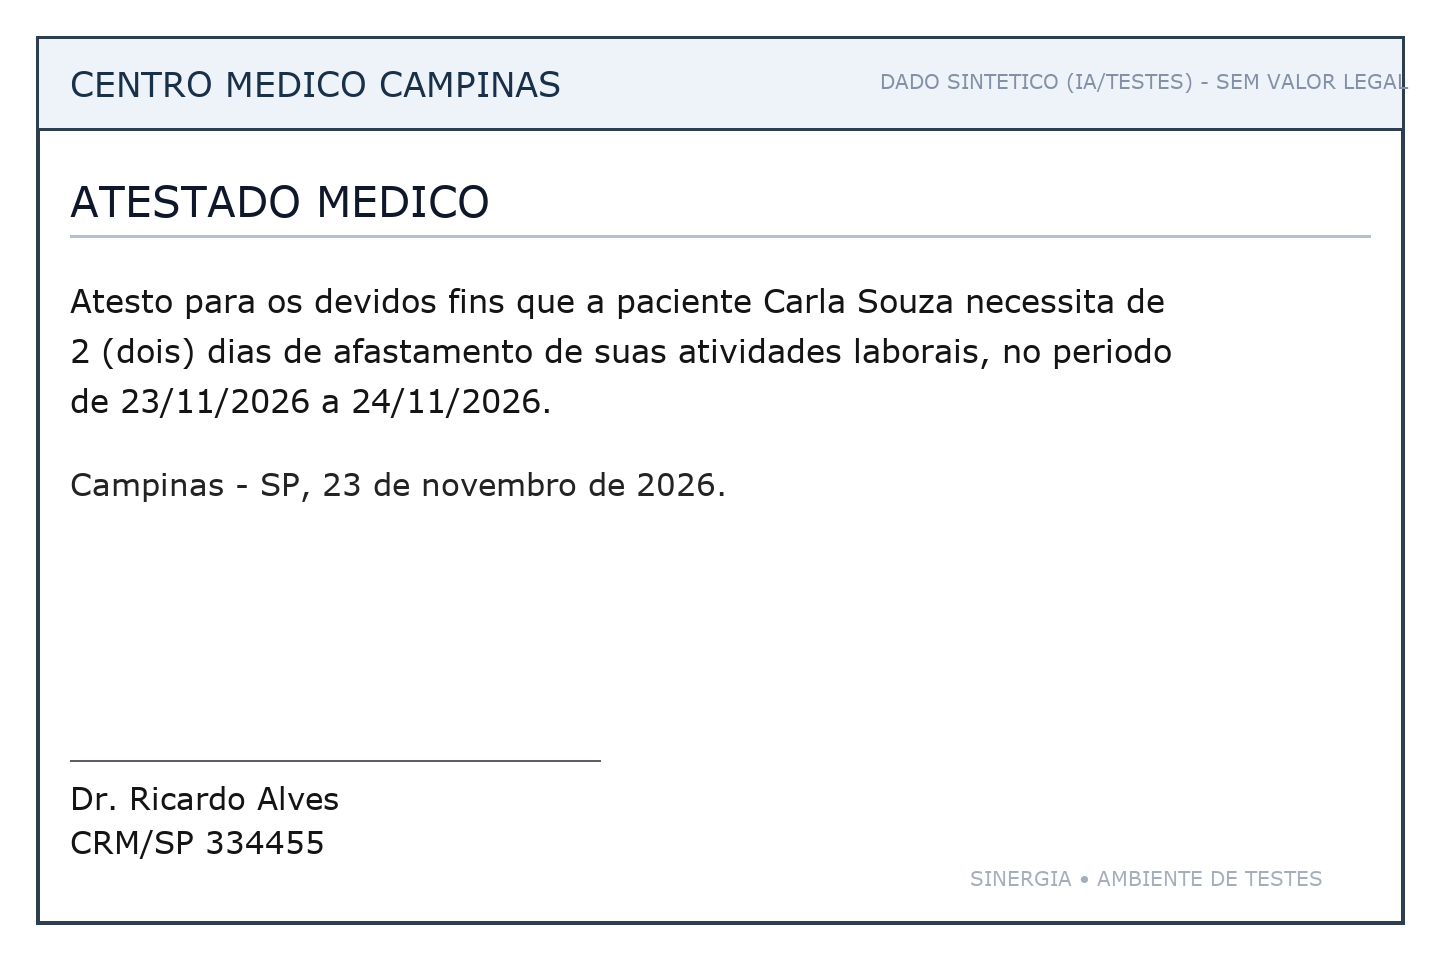 CENTRO MEDICO CAMPINAS
DADO SINTETICO (IA/TESTES) - SEM VALOR LEGAL
ATESTADO MEDICO
Atesto para os devidos fins que a paciente Carla Souza necessita de
2 (dois) dias de afastamento de suas atividades laborais, no periodo
de 23/11/2026 a 24/11/2026.
Campinas - SP, 23 de novembro de 2026.
Dr. Ricardo Alves
CRM/SP 334455
SINERGIA • AMBIENTE DE TESTES